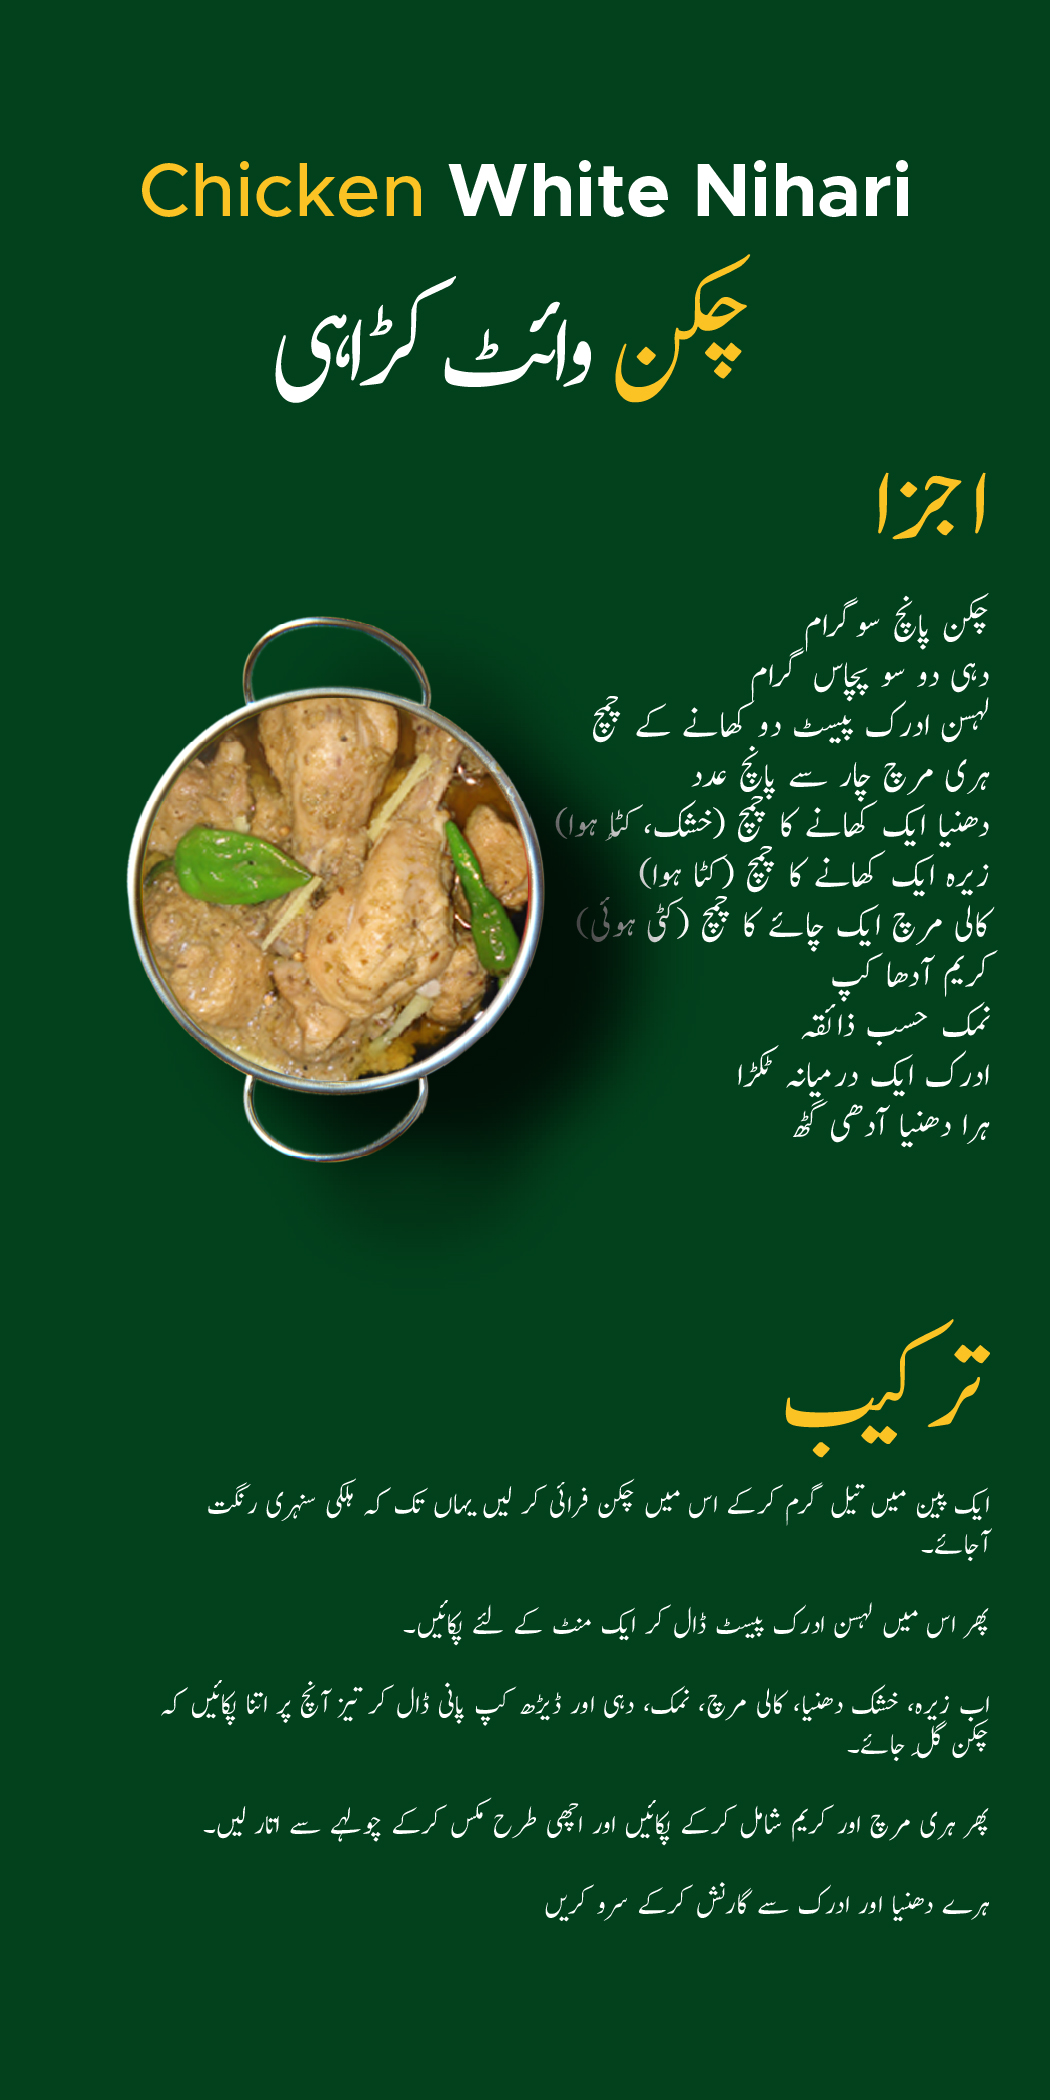 Chicken White Nihari
چکن وائٹ کڑاہی
اجزا
چکن پانچ سو گرام
دہی دو سو پچاس گرام
لہسن ادرک پیسٹ دو کھانے کے چمچ
ہری مرچ چار سے پانچ عدد
دھنیا ایک کھانے کا چمچ (خشک، کٹا ہوا)
زیرہ ایک کھانے کا چمچ (کٹا ہوا)
کالی مرچ ایک چائے کا چمچ (کٹی ہوئی)
کریم آدھا کپ
نمک حسب ذائقہ
ادرک ایک درمیانہ ٹکڑا
ہرا دھنیا آدھی گٹھ
ترکیب
ایک پین میں تیل گرم کرکے اس میں چکن فرائی کر لیں یہاں تک کہ ہلکی سنہری رنگت
آجائے۔
پھر اس میں لہسن ادرک پیسٹ ڈال کر ایک منٹ کے لئے پکائیں۔
اب زیرہ، خشک دھنیا، کالی مرچ، نمک، دہی اور ڈیڑھ کپ پانی ڈال کر تیز آنچ پر اتنا پکائیں کہ
چکن گل جائے۔
پھر ہری مرچ اور کریم شامل کرکے پکائیں اور اچھی طرح مکس کرکے چولہے سے اتار لیں۔
ہرے دھنیا اور ادرک سے گارنش کرکے سرو کریں